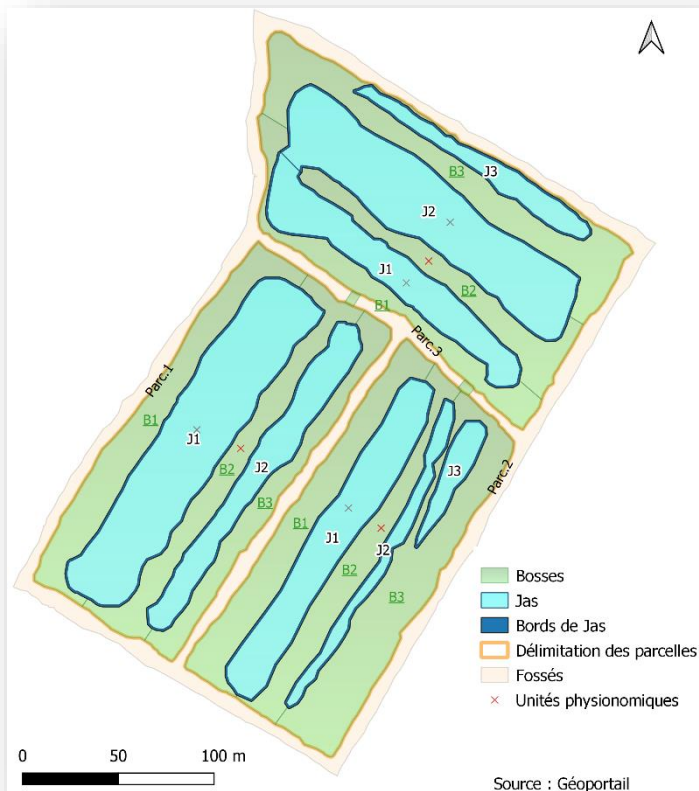 B3
J3
J2
J1
B2
B1
Parc.3
Parc.1
B1
J1
B2
J2
B3
Parc.2
J3
B1
J1
J2
B2
B3
Bosses
Jas
Bords de Jas
Délimitation des parcelles
Fossés
Unités physionomiques
0 50 100 m
Source : Géoportail